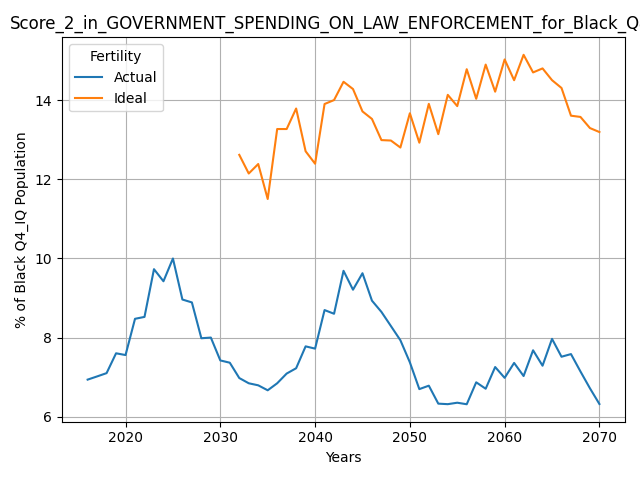 Score_2_in_GOVERNMENT_SPENDING_ON_LAW_ENFORCEMENT_for_Black_Q
Fertility
Actual
Ideal
% of Black Q4_IQ Population
14
12
10
8
6
2020 2030 2040 2050 2060 2070
Years